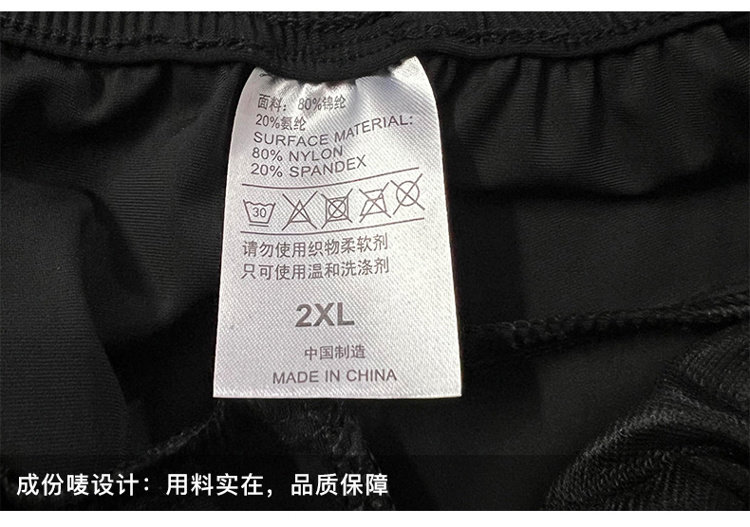 面料：80%锦纶
20%氨纶
SURFACE MATERIAL:
80% NYLON
20% SPANDEX
30
请勿使用织物柔软剂
只可使用温和洗涤剂
2XL
中国制造
MADE IN CHINA
成份唛设计：用料实在，品质保障